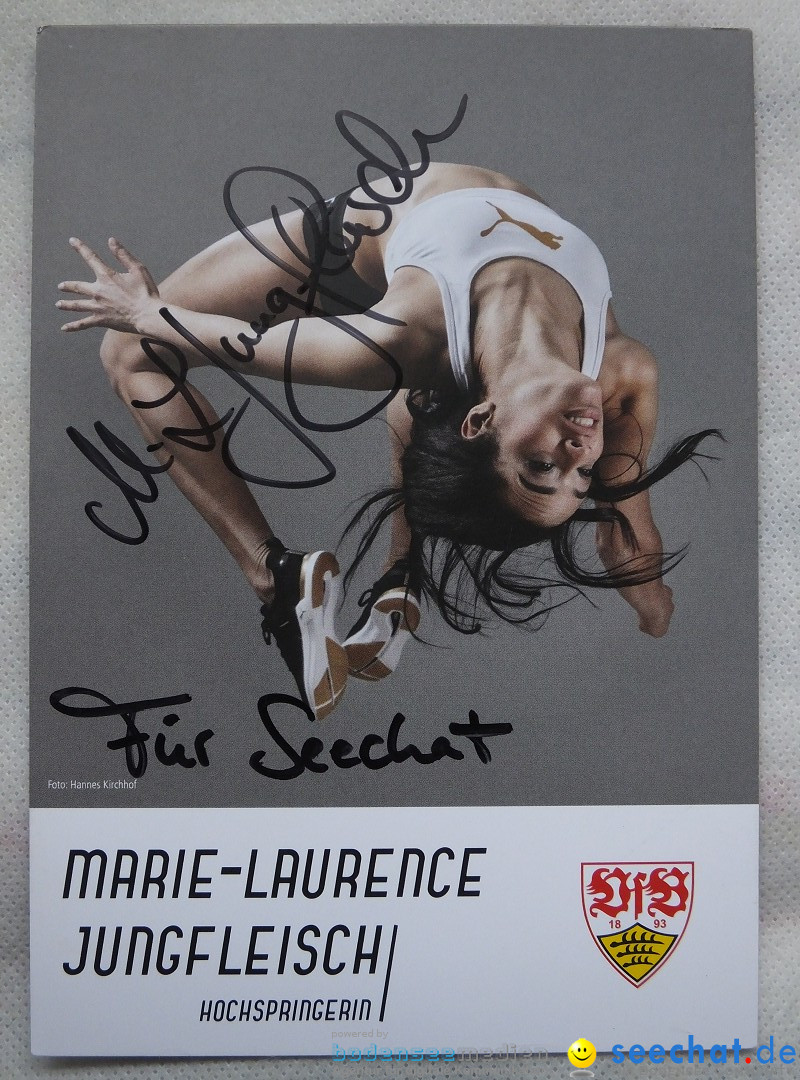 M.-L. Jungfleisch
Für Seechat
Foto: Hannes Kirchhof
MARIE-LAURENCE
JUNGFLEISCH
HOCHSPRINGERIN
VfB
18 93
powered by
bodenseemedien
seechat.de